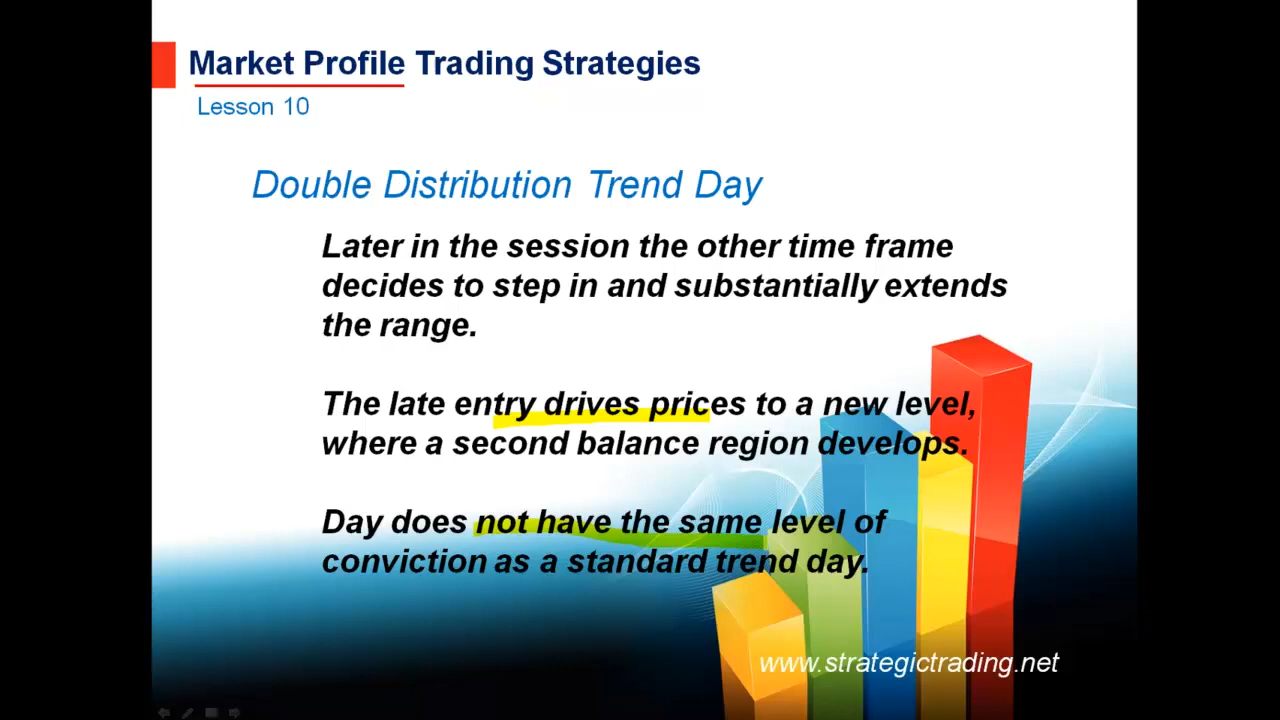 Market Profile Trading Strategies
Lesson 10
Double Distribution Trend Day
Later in the session the other time frame
decides to step in and substantially extends
the range.
The late entry drives prices to a new level,
where a second balance region develops.
Day does not have the same level of
conviction as a standard trend day.
www.strategictrading.net